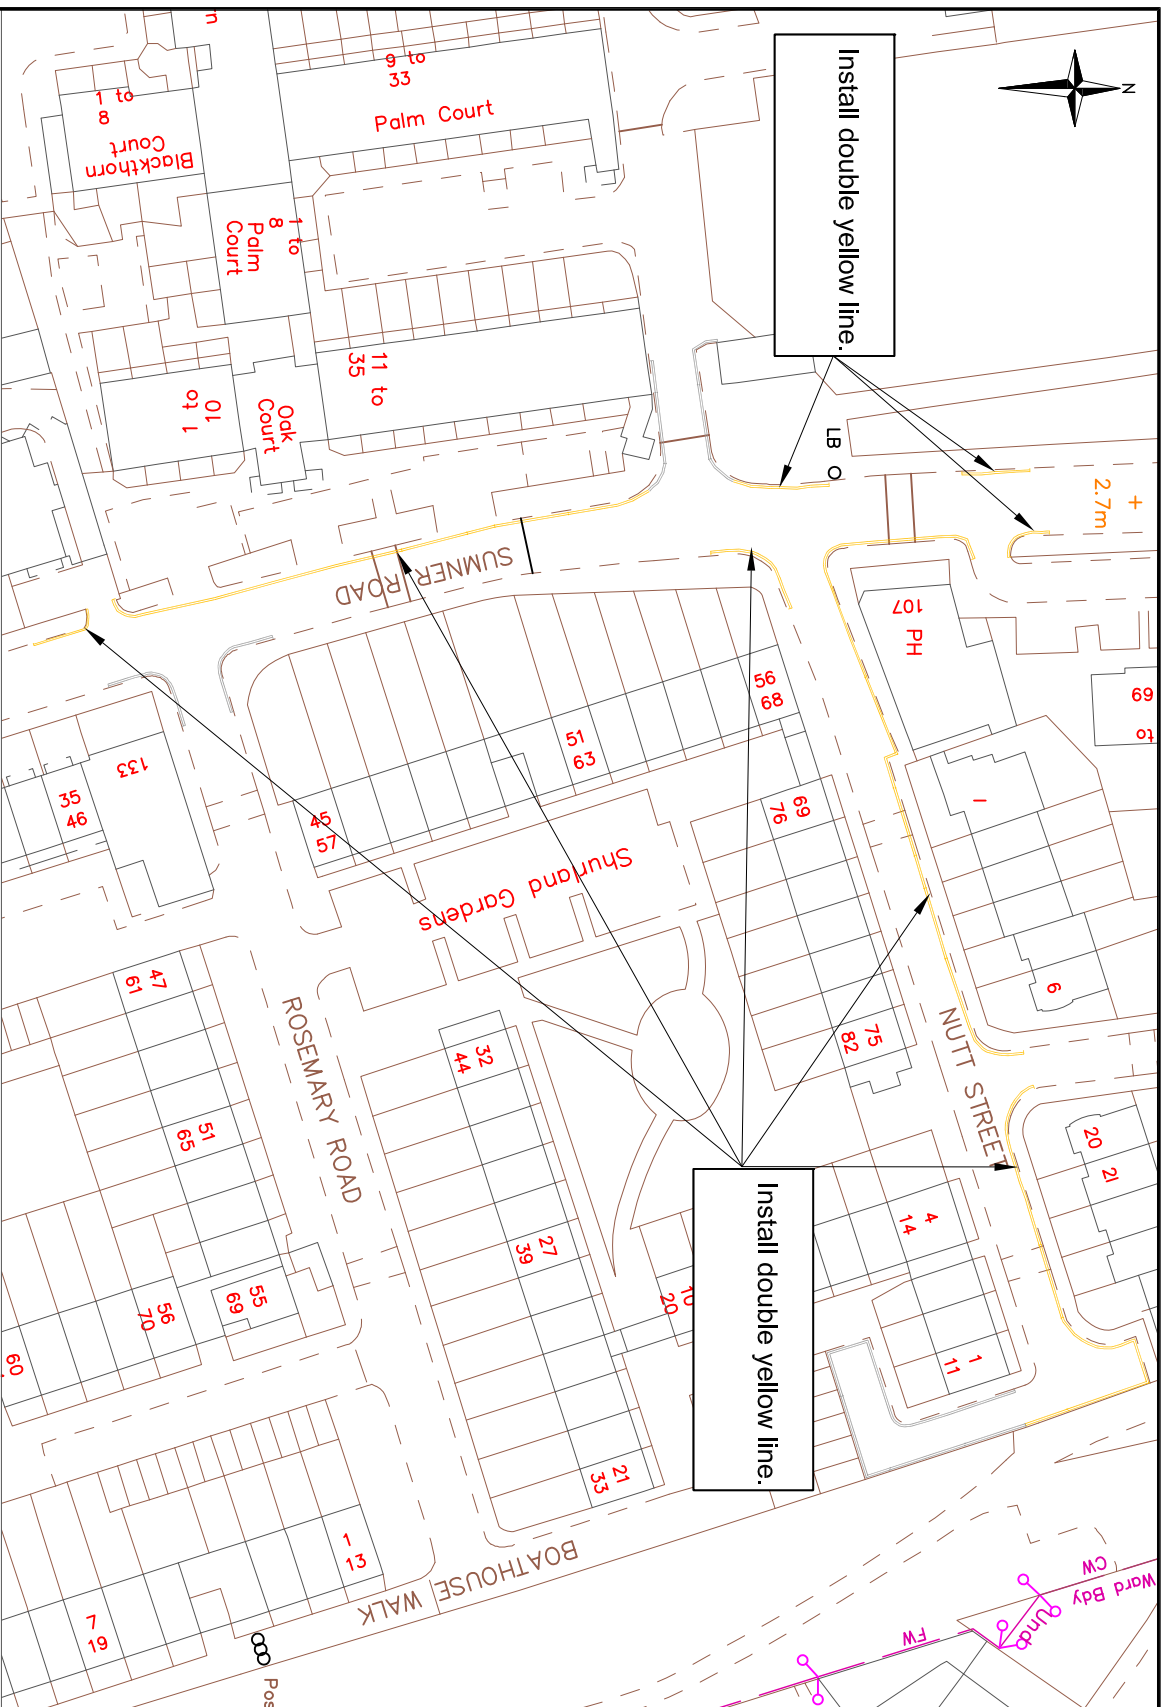 N
Install double yellow line.
n
9 to
33
Palm Court
1 to
8
Blackthorn
Court
1 to
8
Palm
Court
11 to
35
Oak
Court
1 to
10
LB
+
2.7m
SUMNER ROAD
107
PH
69
to
56
68
51
63
45
57
133
35
46
Shurland Gardens
69
76
1
6
75
82
NUTT STREET
47
61
ROSEMARY ROAD
32
44
51
65
20
21
4
14
27
39
10
20
Install double yellow line.
55
69
56
70
60
1
11
21
33
1
13
7
19
BOATHOUSE WALK
Pos
CW
Ward Bdy
Und
FW